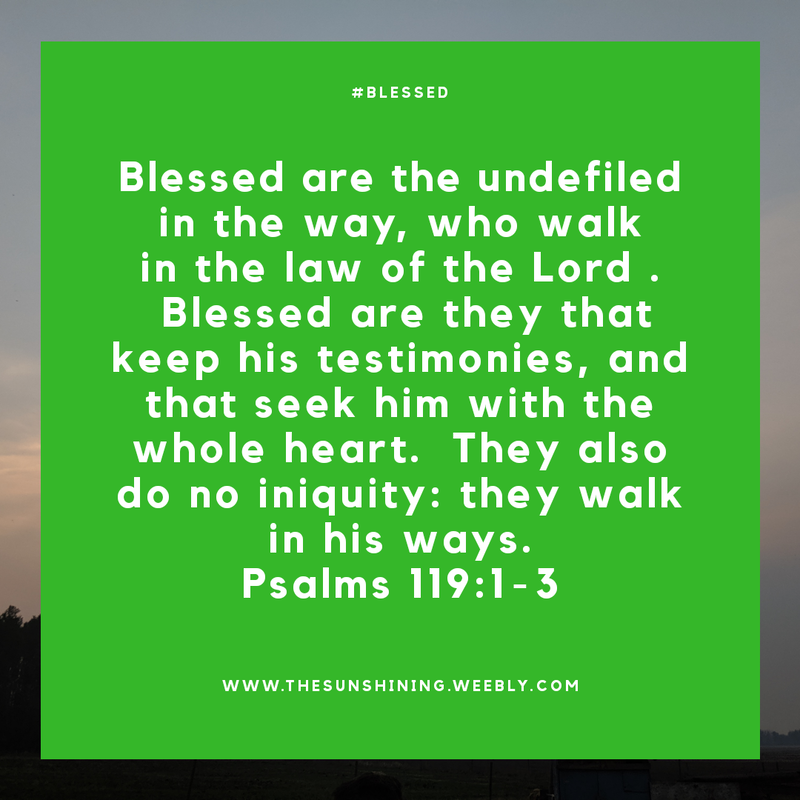 #BLESSED
Blessed are the undefiled
in the way, who walk
in the law of the Lord .
Blessed are they that
keep his testimonies, and
that seek him with the
whole heart.  They also
do no iniquity: they walk
in his ways.
Psalms 119:1-3
WWW.THESUNSHINING.WEEBLY.COM